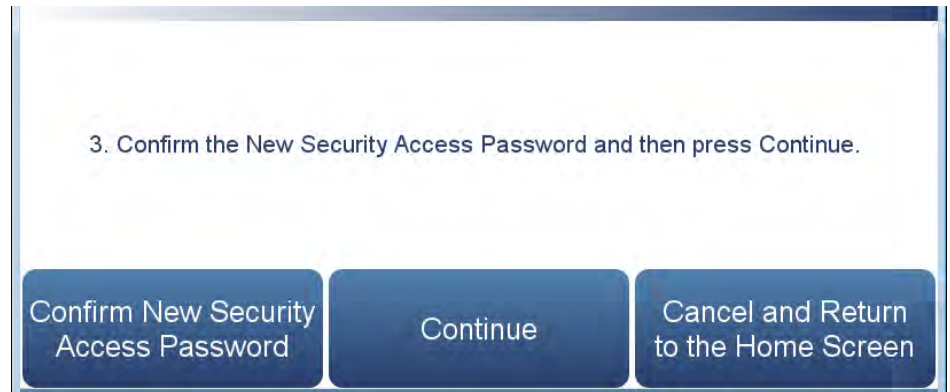 3. Confirm the New Security Access Password and then press Continue.
Confirm New Security
Access Password
Continue
Cancel and Return
to the Home Screen